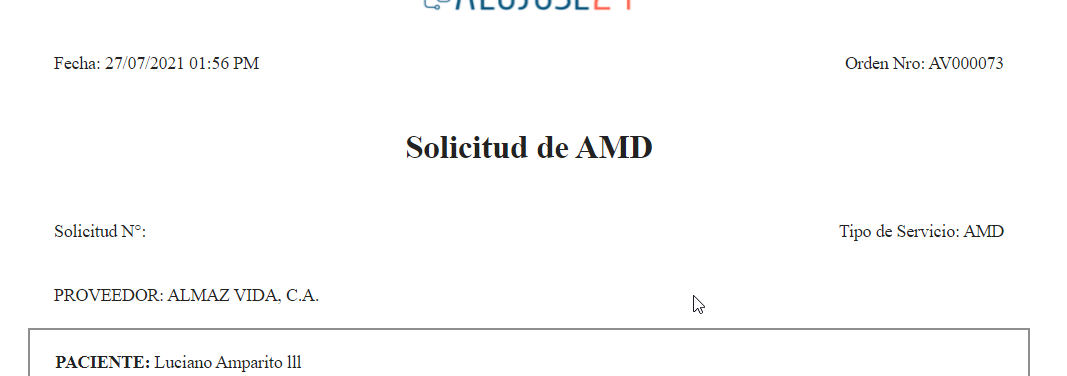 Fecha: 27/07/2021 01:56 PM
Orden Nro: AV000073
Solicitud de AMD
Solicitud N°:
Tipo de Servicio: AMD
PROVEEDOR: ALMAZ VIDA, C.A.
PACIENTE: Luciano Amparito lll